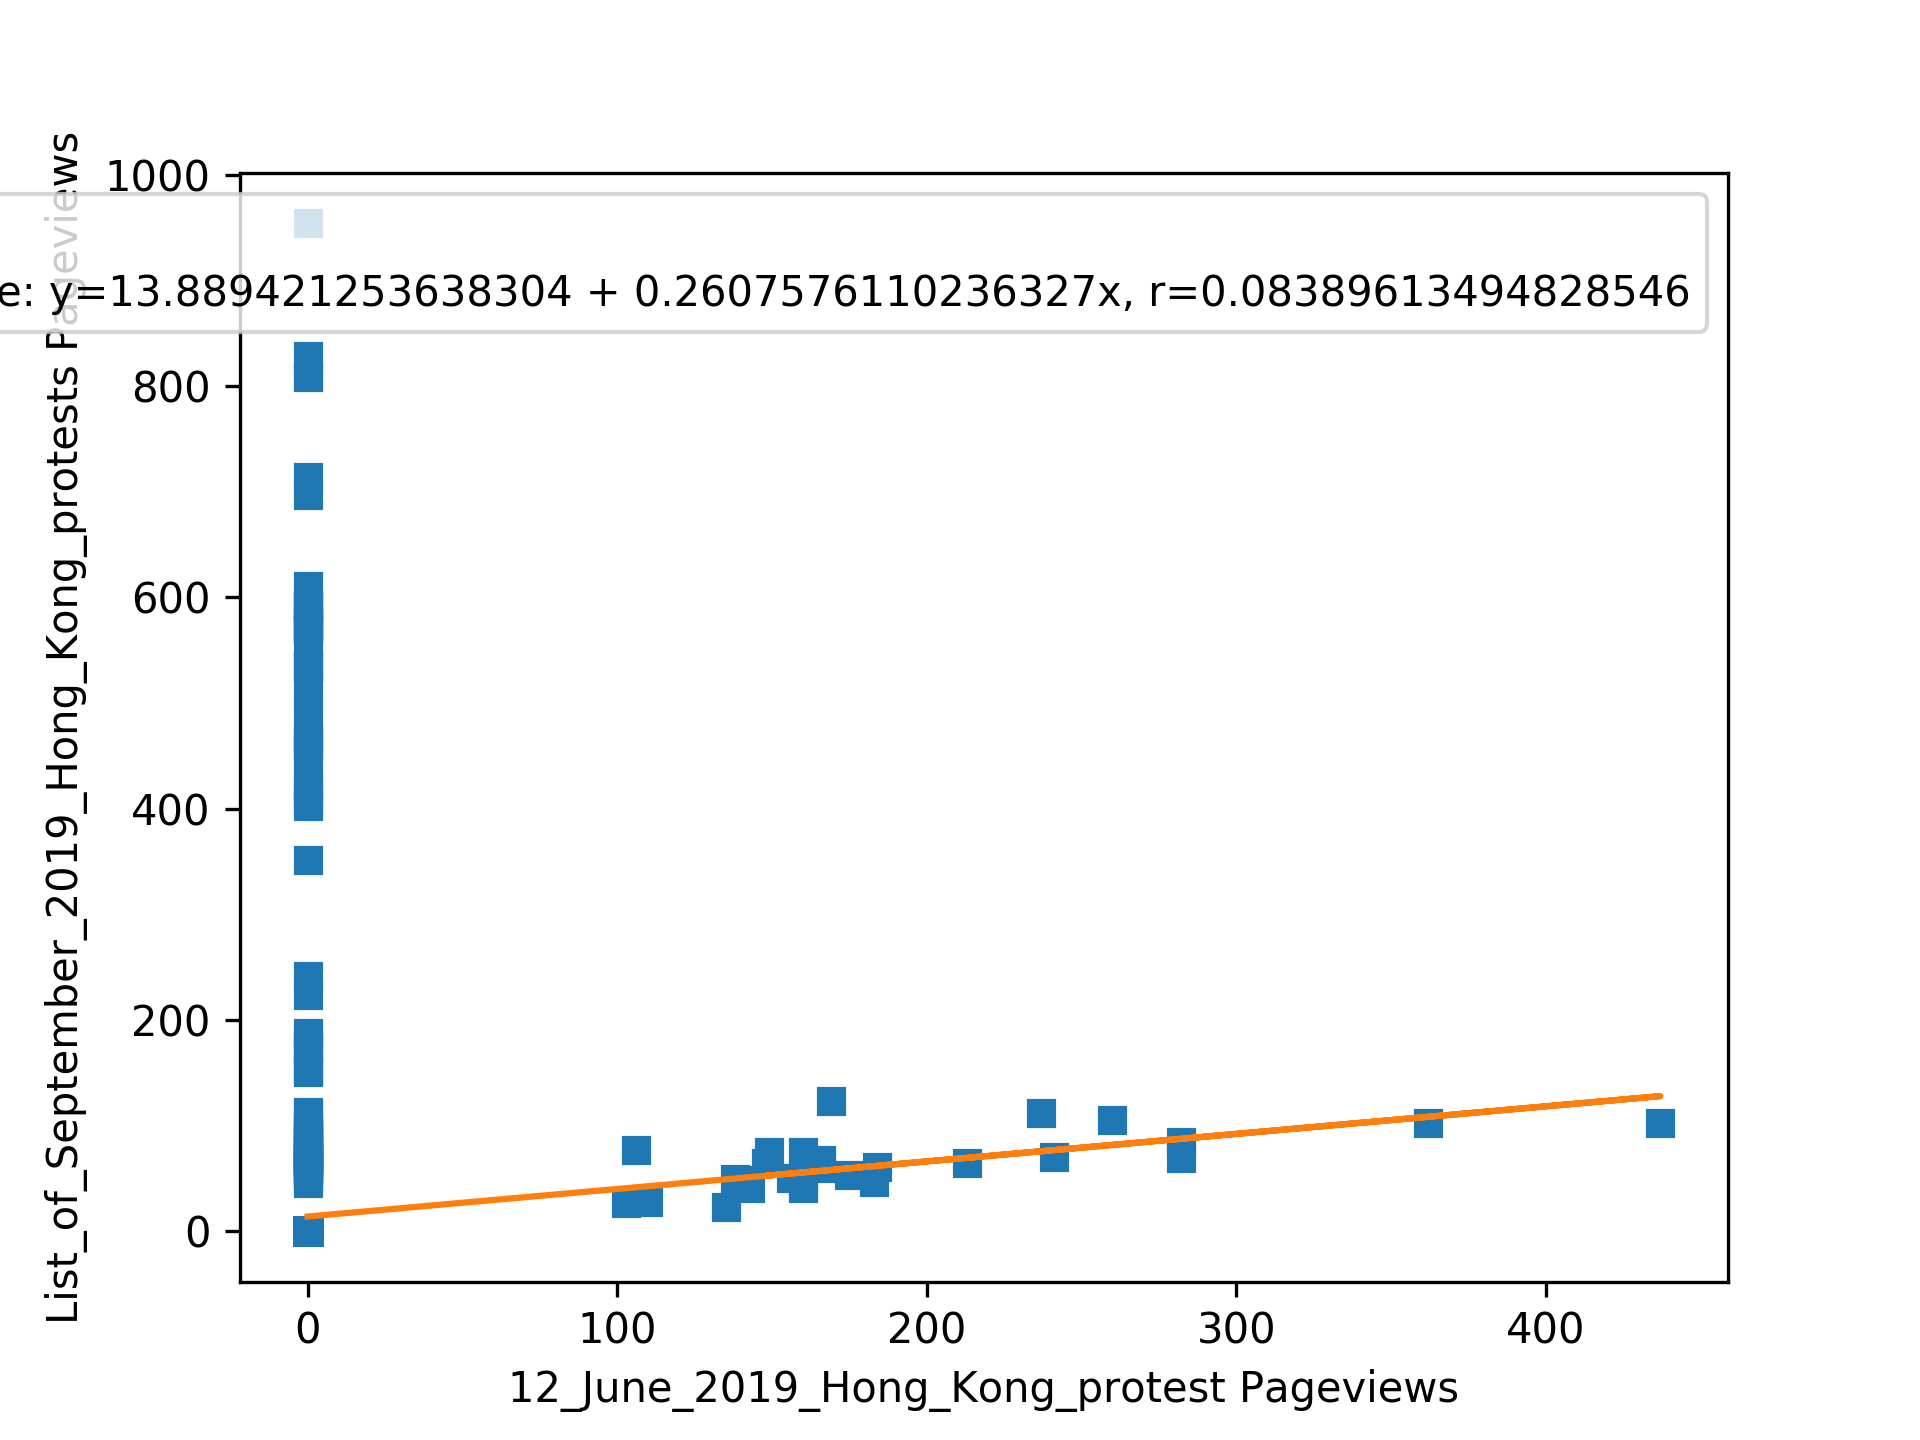 List_of_September_2019_Hong_Kong_protests Pageviews
1000
800
600
400
200
0
e: y=13.889421253638304 + 0.2607576110236327x, r=0.08389613494828546
0 100 200 300 400
12_June_2019_Hong_Kong_protest Pageviews